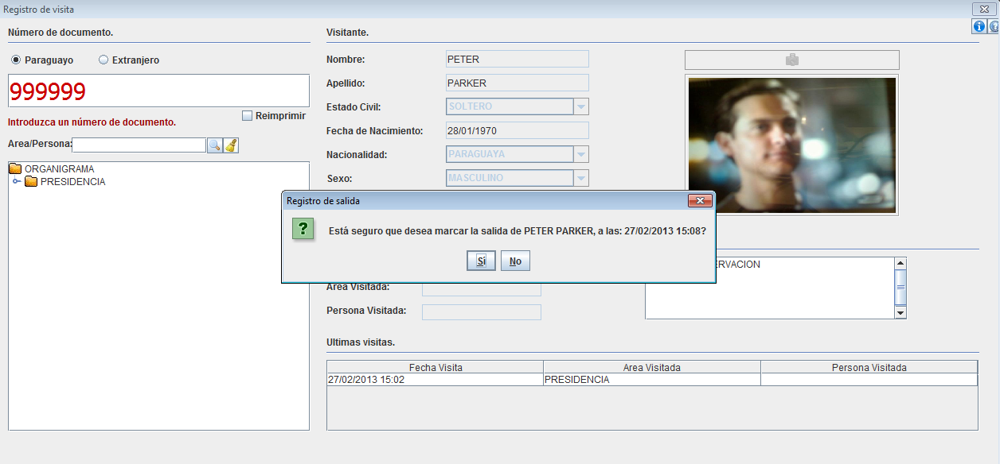 Registro de visita
Número de documento.
Paraguayo
Extranjero
999999
Introduzca un número de documento.
Reimprimir
Area/Persona:
ORGANIGRAMA
PRESIDENCIA
Visitante.
Nombre: PETER
Apellido: PARKER
Estado Civil: SOLTERO
Fecha de Nacimiento: 28/01/1970
Nacionalidad: PARAGUAYA
Sexo: MASCULINO
Registro de salida
?
Está seguro que desea marcar la salida de PETER PARKER, a las: 27/02/2013 15:08?
Sí
No
Area Visitada:
Persona Visitada:
Ultimas visitas.
Fecha Visita Area Visitada Persona Visitada
27/02/2013 15:02 PRESIDENCIA